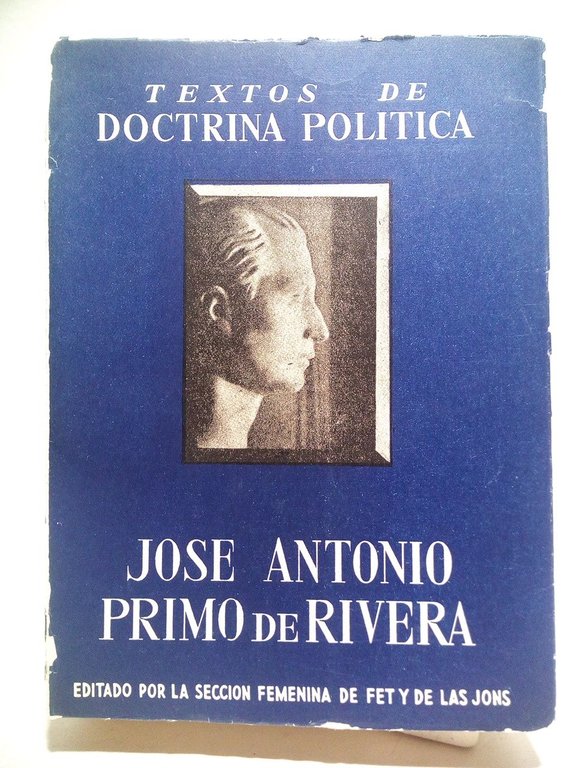 TEXTOS DE
DOCTRINA POLITICA
JOSE ANTONIO
PRIMO DE RIVERA
EDITADO POR LA SECCION FEMENINA DE FET Y DE LAS JONS